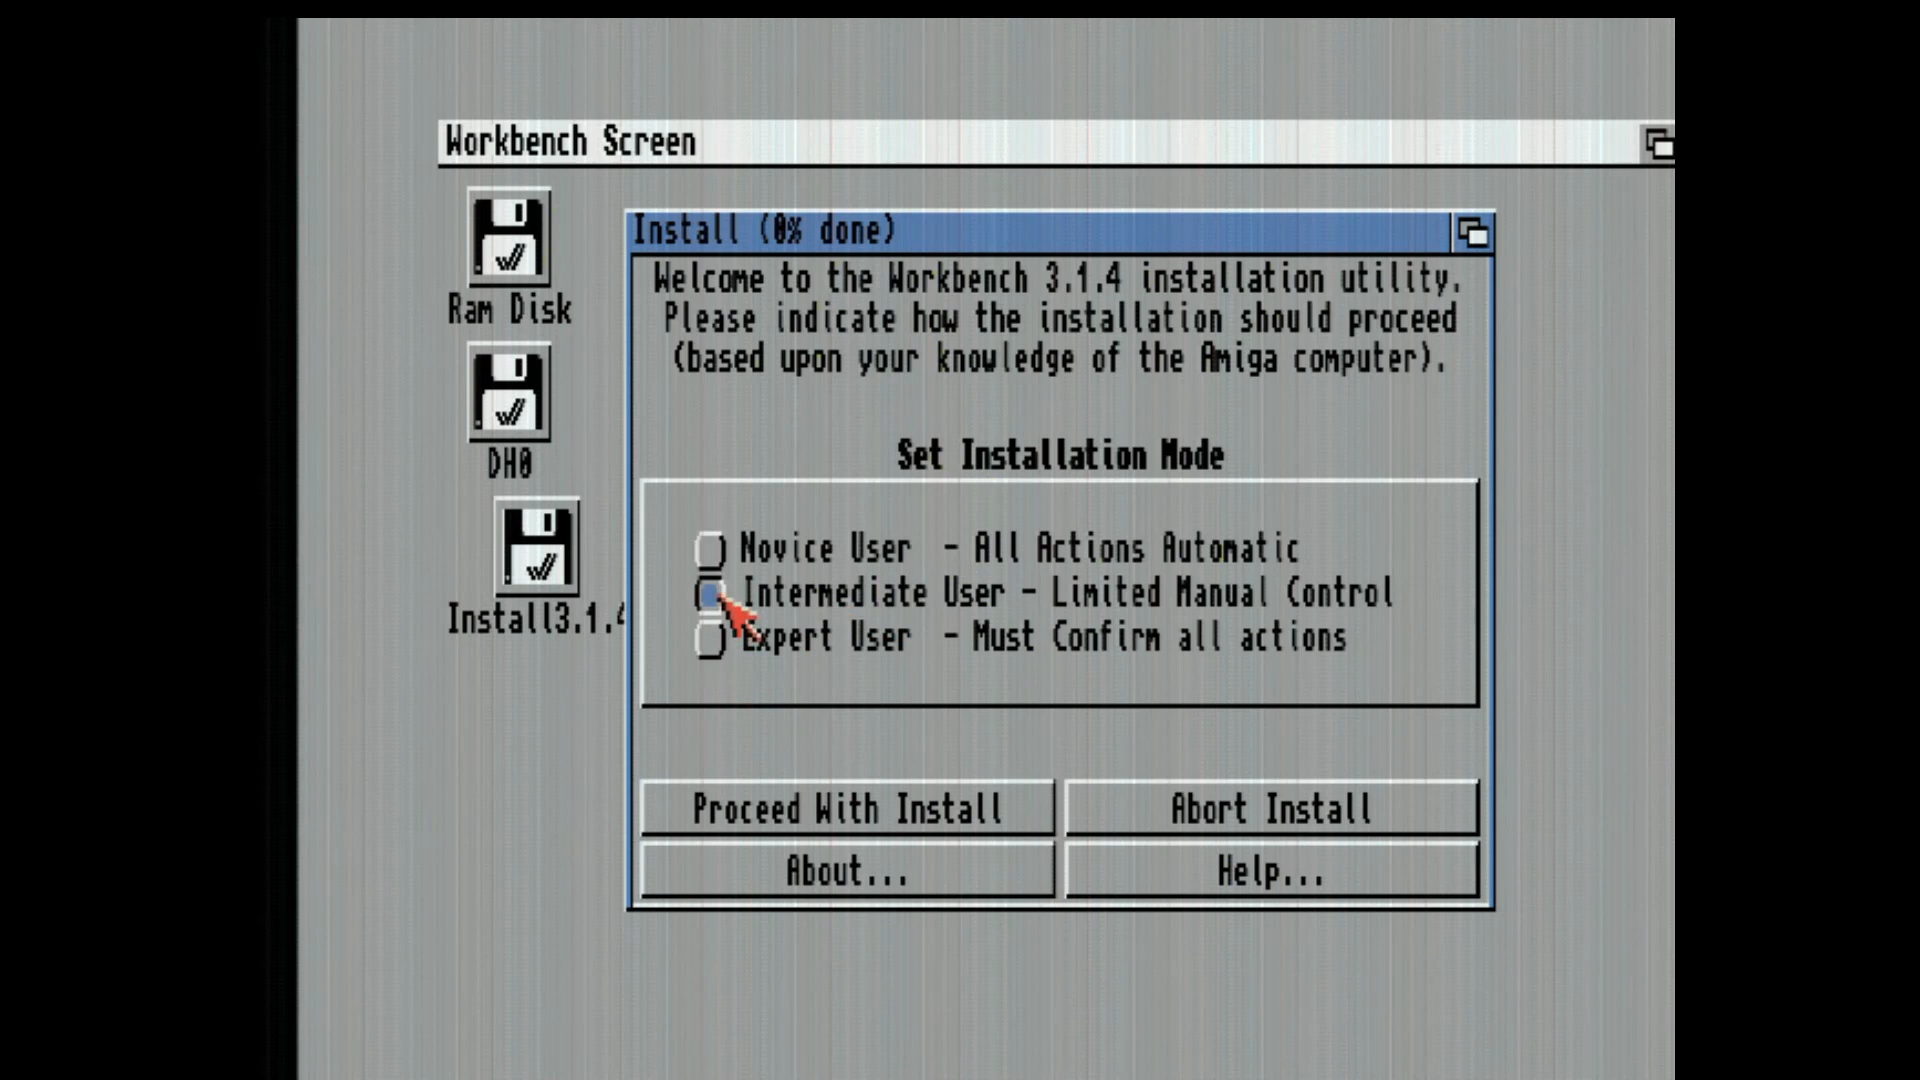 Workbench Screen
Ram Disk
DH0
Install3.1.4
Install (0% done)
Welcome to the Workbench 3.1.4 installation utility.
Please indicate how the installation should proceed
(based upon your knowledge of the Amiga computer).
Set Installation Mode
Novice User - All Actions Automatic
Intermediate User - Limited Manual Control
Expert User - Must Confirm all actions
Proceed With Install
Abort Install
About...
Help...